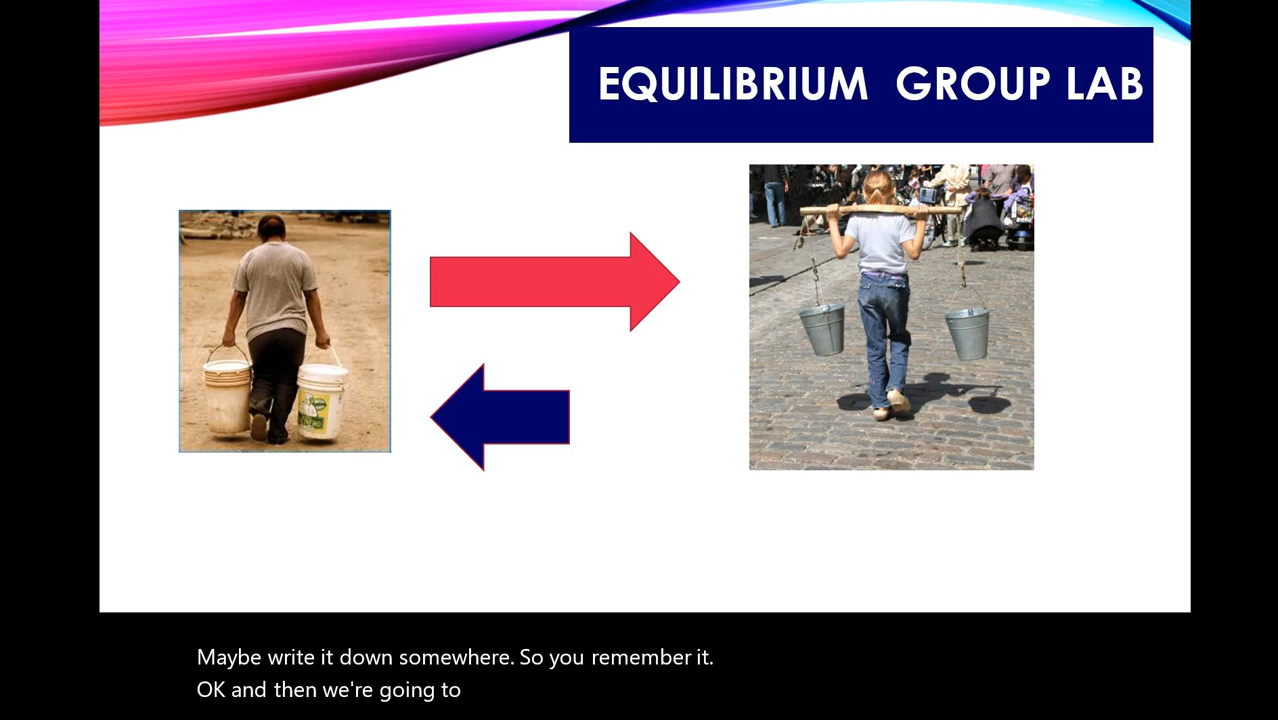 EQUILIBRIUM GROUP LAB
Maybe write it down somewhere. So you remember it.
OK and then we're going to